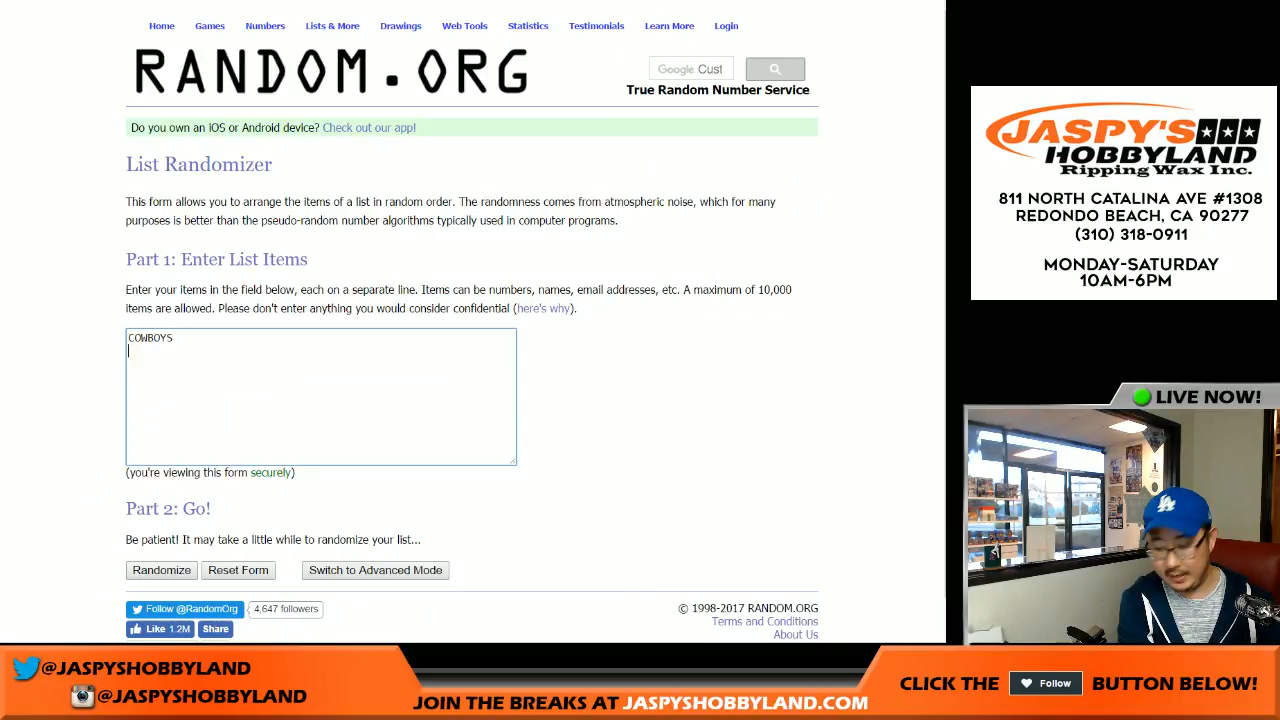 Home Games Numbers Lists & More Drawings Web Tools Statistics Testimonials Learn More Login
RANDOM.ORG
Google Cust
True Random Number Service
Do you own an iOS or Android device? Check out our app!
List Randomizer
This form allows you to arrange the items of a list in random order. The randomness comes from atmospheric noise, which for many
purposes is better than the pseudo-random number algorithms typically used in computer programs.
Part 1: Enter List Items
Enter your items in the field below, each on a separate line. Items can be numbers, names, email addresses, etc. A maximum of 10,000
items are allowed. Please don't enter anything you would consider confidential (here's why).
COWBOYS
(you're viewing this form securely)
Part 2: Go!
Be patient! It may take a little while to randomize your list...
Randomize Reset Form Switch to Advanced Mode
Follow @RandomOrg 4,647 followers
Like 1.2M Share
© 1998-2017 RANDOM.ORG
Terms and Conditions
About Us
JASPY'S
HOBBYLAND
Ripping Wax Inc.
811 NORTH CATALINA AVE #1308
REDONDO BEACH, CA 90277
(310) 318-0911
MONDAY-SATURDAY
10AM-6PM
LIVE NOW!
LA
@JASPYSHOBBYLAND
@JASPYSHOBBYLAND
JOIN THE BREAKS AT JASPYSHOBBYLAND.COM
CLICK THE Follow BUTTON BELOW!